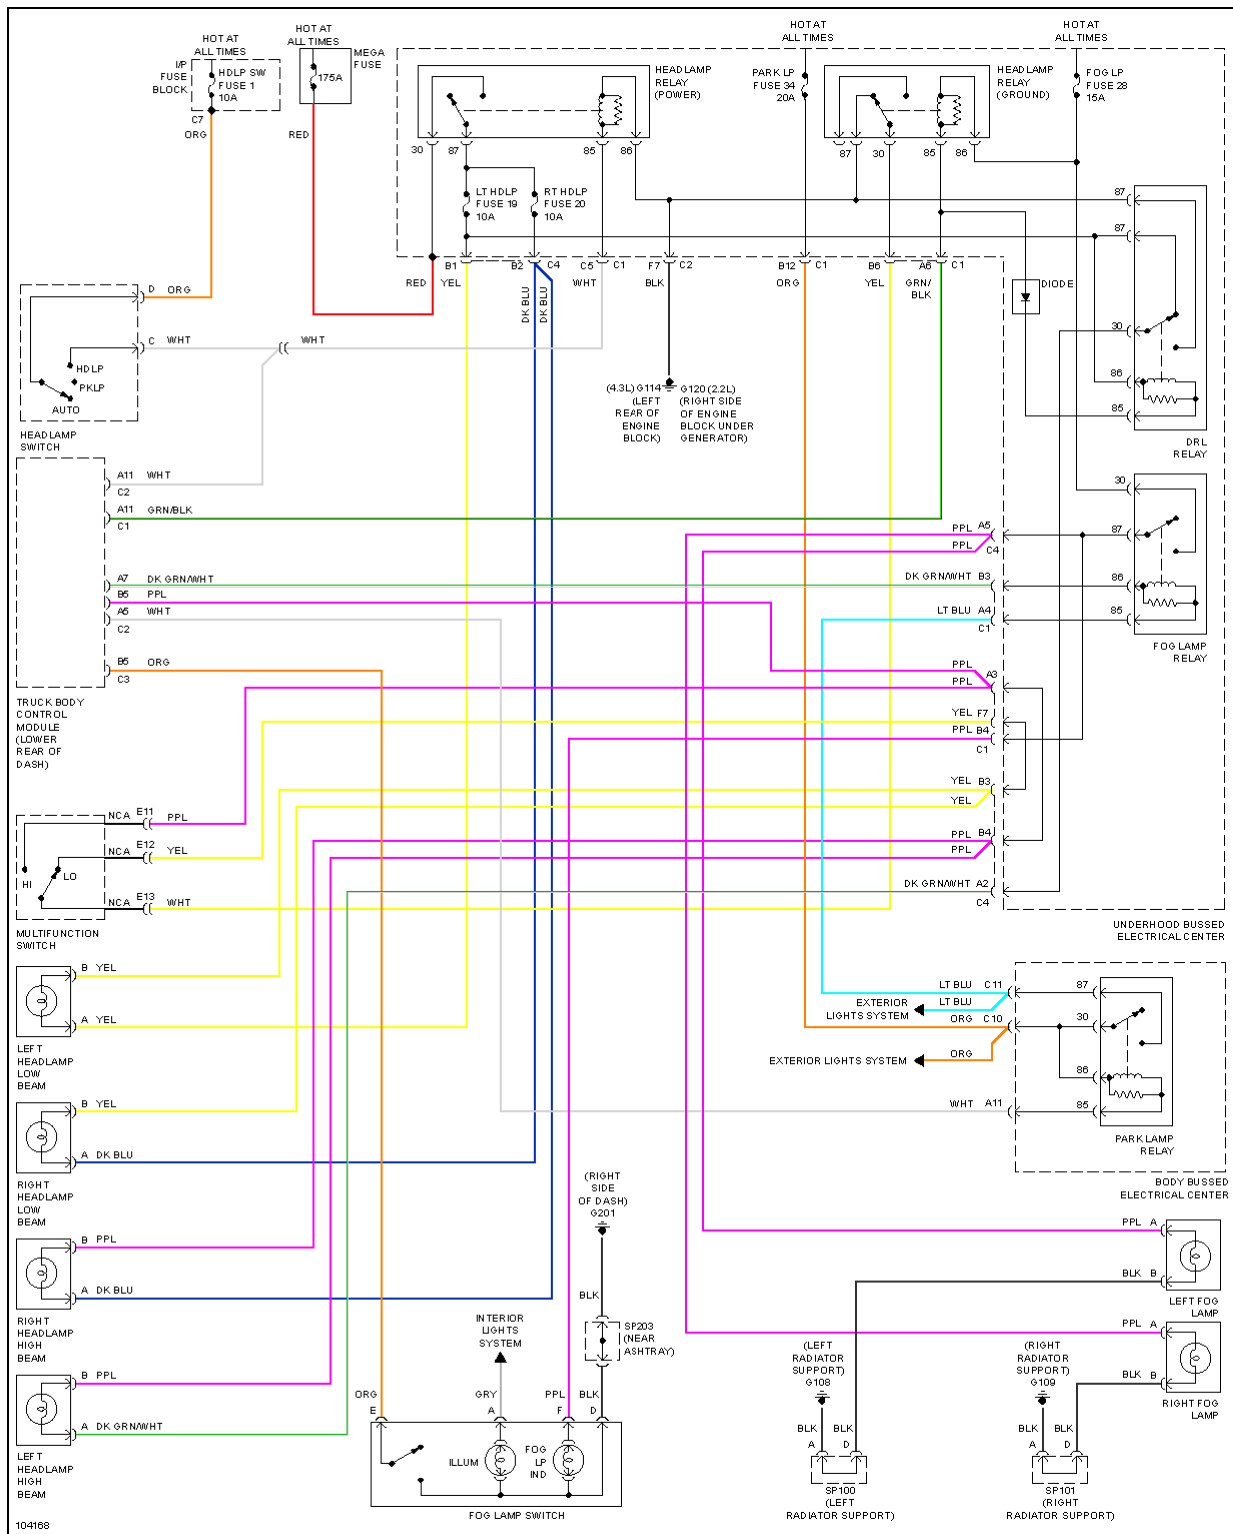 HOT AT
ALL TIMES
I/P
FUSE
BLOCK
HDLP SW
FUSE 1
10A
C7
ORG
HOT AT
ALL TIMES
MEGA
FUSE
175A
RED
HEADLAMP
RELAY
(POWER)
30
87
85
86
LT HDLP
FUSE 19
10A
RT HDLP
FUSE 20
10A
HOT AT
ALL TIMES
PARK LP
FUSE 34
20A
HEADLAMP
RELAY
(GROUND)
87
30
85
86
HOT AT
ALL TIMES
FOG LP
FUSE 28
15A
B1
B2
C4
C5
C1
F7
C2
B12
C1
B6
A6
C1
RED
YEL
DK BLU
DK BLU
WHT
BLK
ORG
YEL
GRN/
BLK
DIODE
87
87
30
86
85
DRL
RELAY
D ORG
C WHT
WHT
HDLP
PKLP
AUTO
HEADLAMP
SWITCH
(4.3L) G114
(LEFT
REAR OF
ENGINE
BLOCK)
G120 (2.2L)
(RIGHT SIDE
OF ENGINE
BLOCK UNDER
GENERATOR)
A11 WHT
C2
A11 GRN/BLK
C1
A7 DK GRN/WHT
B5 PPL
A5 WHT
C2
B5 ORG
C3
TRUCK BODY
CONTROL
MODULE
(LOWER
REAR OF
DASH)
30
87
86
85
FOG LAMP
RELAY
PPL A5
PPL C4
DK GRN/WHT B3
LT BLU A4
C1
PPL
A3
PPL
YEL F7
PPL B4
C1
YEL B3
YEL
PPL B4
PPL
DK GRN/WHT A2
C4
UNDERHOOD BUSSED
ELECTRICAL CENTER
NCA E11 PPL
NCA E12 YEL
NCA E13 WHT
HI
LO
MULTIFUNCTION
SWITCH
B YEL
A YEL
LEFT
HEADLAMP
LOW
BEAM
B YEL
A DK BLU
RIGHT
HEADLAMP
LOW
BEAM
B PPL
A DK BLU
RIGHT
HEADLAMP
HIGH
BEAM
B PPL
A DK GRN/WHT
LEFT
HEADLAMP
HIGH
BEAM
LT BLU C11
LT BLU
EXTERIOR
LIGHTS SYSTEM
ORG C10
ORG
EXTERIOR LIGHTS SYSTEM
WHT A11
87
30
86
85
PARK LAMP
RELAY
BODY BUSSED
ELECTRICAL CENTER
(RIGHT
SIDE
OF DASH)
G201
BLK
SP203
(NEAR
ASHTRAY)
INTERIOR
LIGHTS
SYSTEM
ORG
E
GRY
A
PPL
F
BLK
D
ILLUM
FOG
LP
IND
FOG LAMP SWITCH
PPL A
BLK B
LEFT FOG
LAMP
PPL A
BLK B
RIGHT FOG
LAMP
(LEFT
RADIATOR
SUPPORT)
G108
BLK
A
BLK
D
SP100
(LEFT
RADIATOR SUPPORT)
(RIGHT
RADIATOR
SUPPORT)
G109
BLK
A
BLK
D
SP101
(RIGHT
RADIATOR SUPPORT)
104168